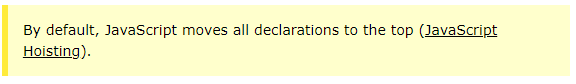 By default, JavaScript moves all declarations to the top (JavaScript
Hoisting).